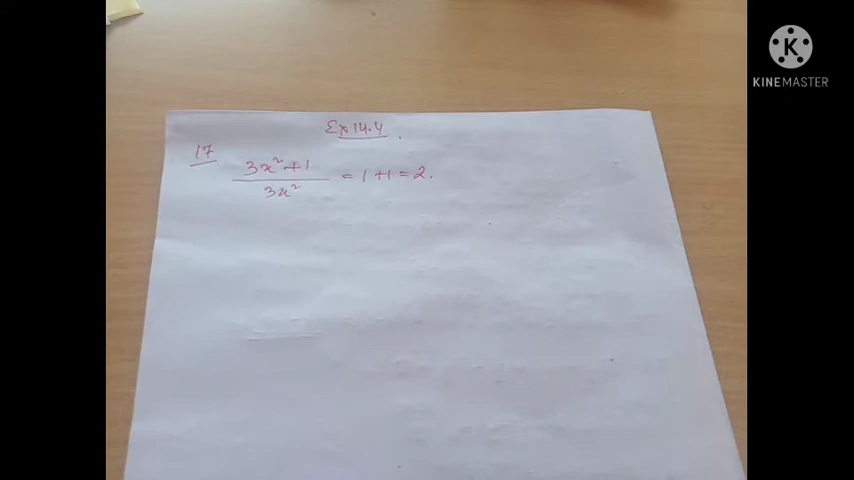 KINEMASTER
Ex 14.4.
17
3x²+1 / 3x² = 1+1 = 2.